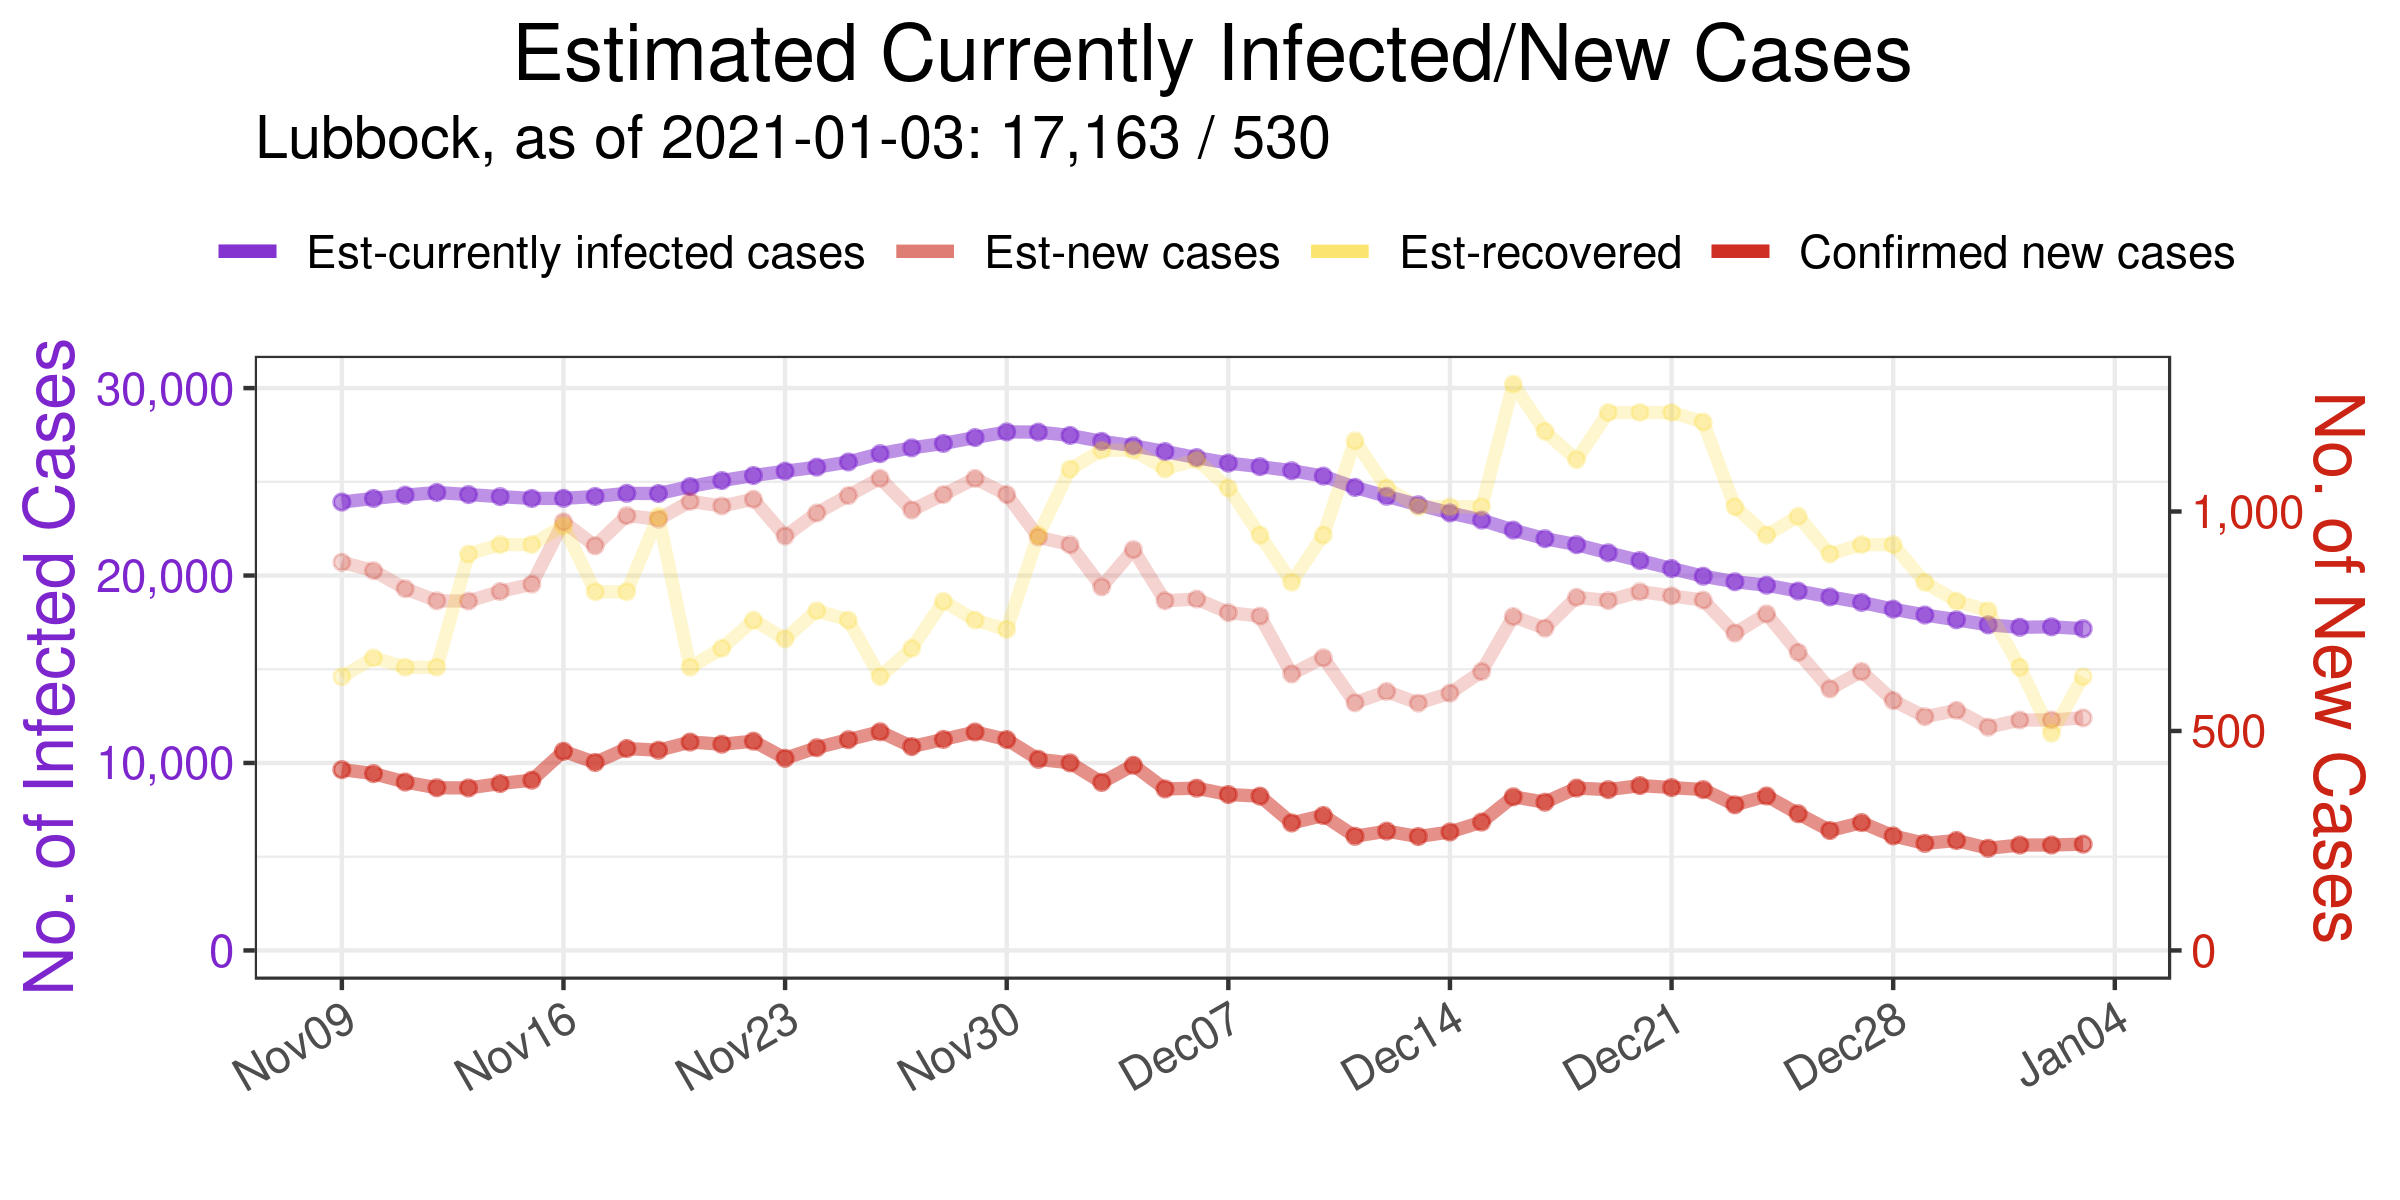 Estimated Currently Infected/New Cases
Lubbock, as of 2021-01-03: 17,163 / 530
Est-currently infected cases Est-new cases Est-recovered Confirmed new cases
No. of Infected Cases
30,000
20,000
10,000
0
1,000
500
0
No. of New Cases
Nov09 Nov16 Nov23 Nov30 Dec07 Dec14 Dec21 Dec28 Jan04